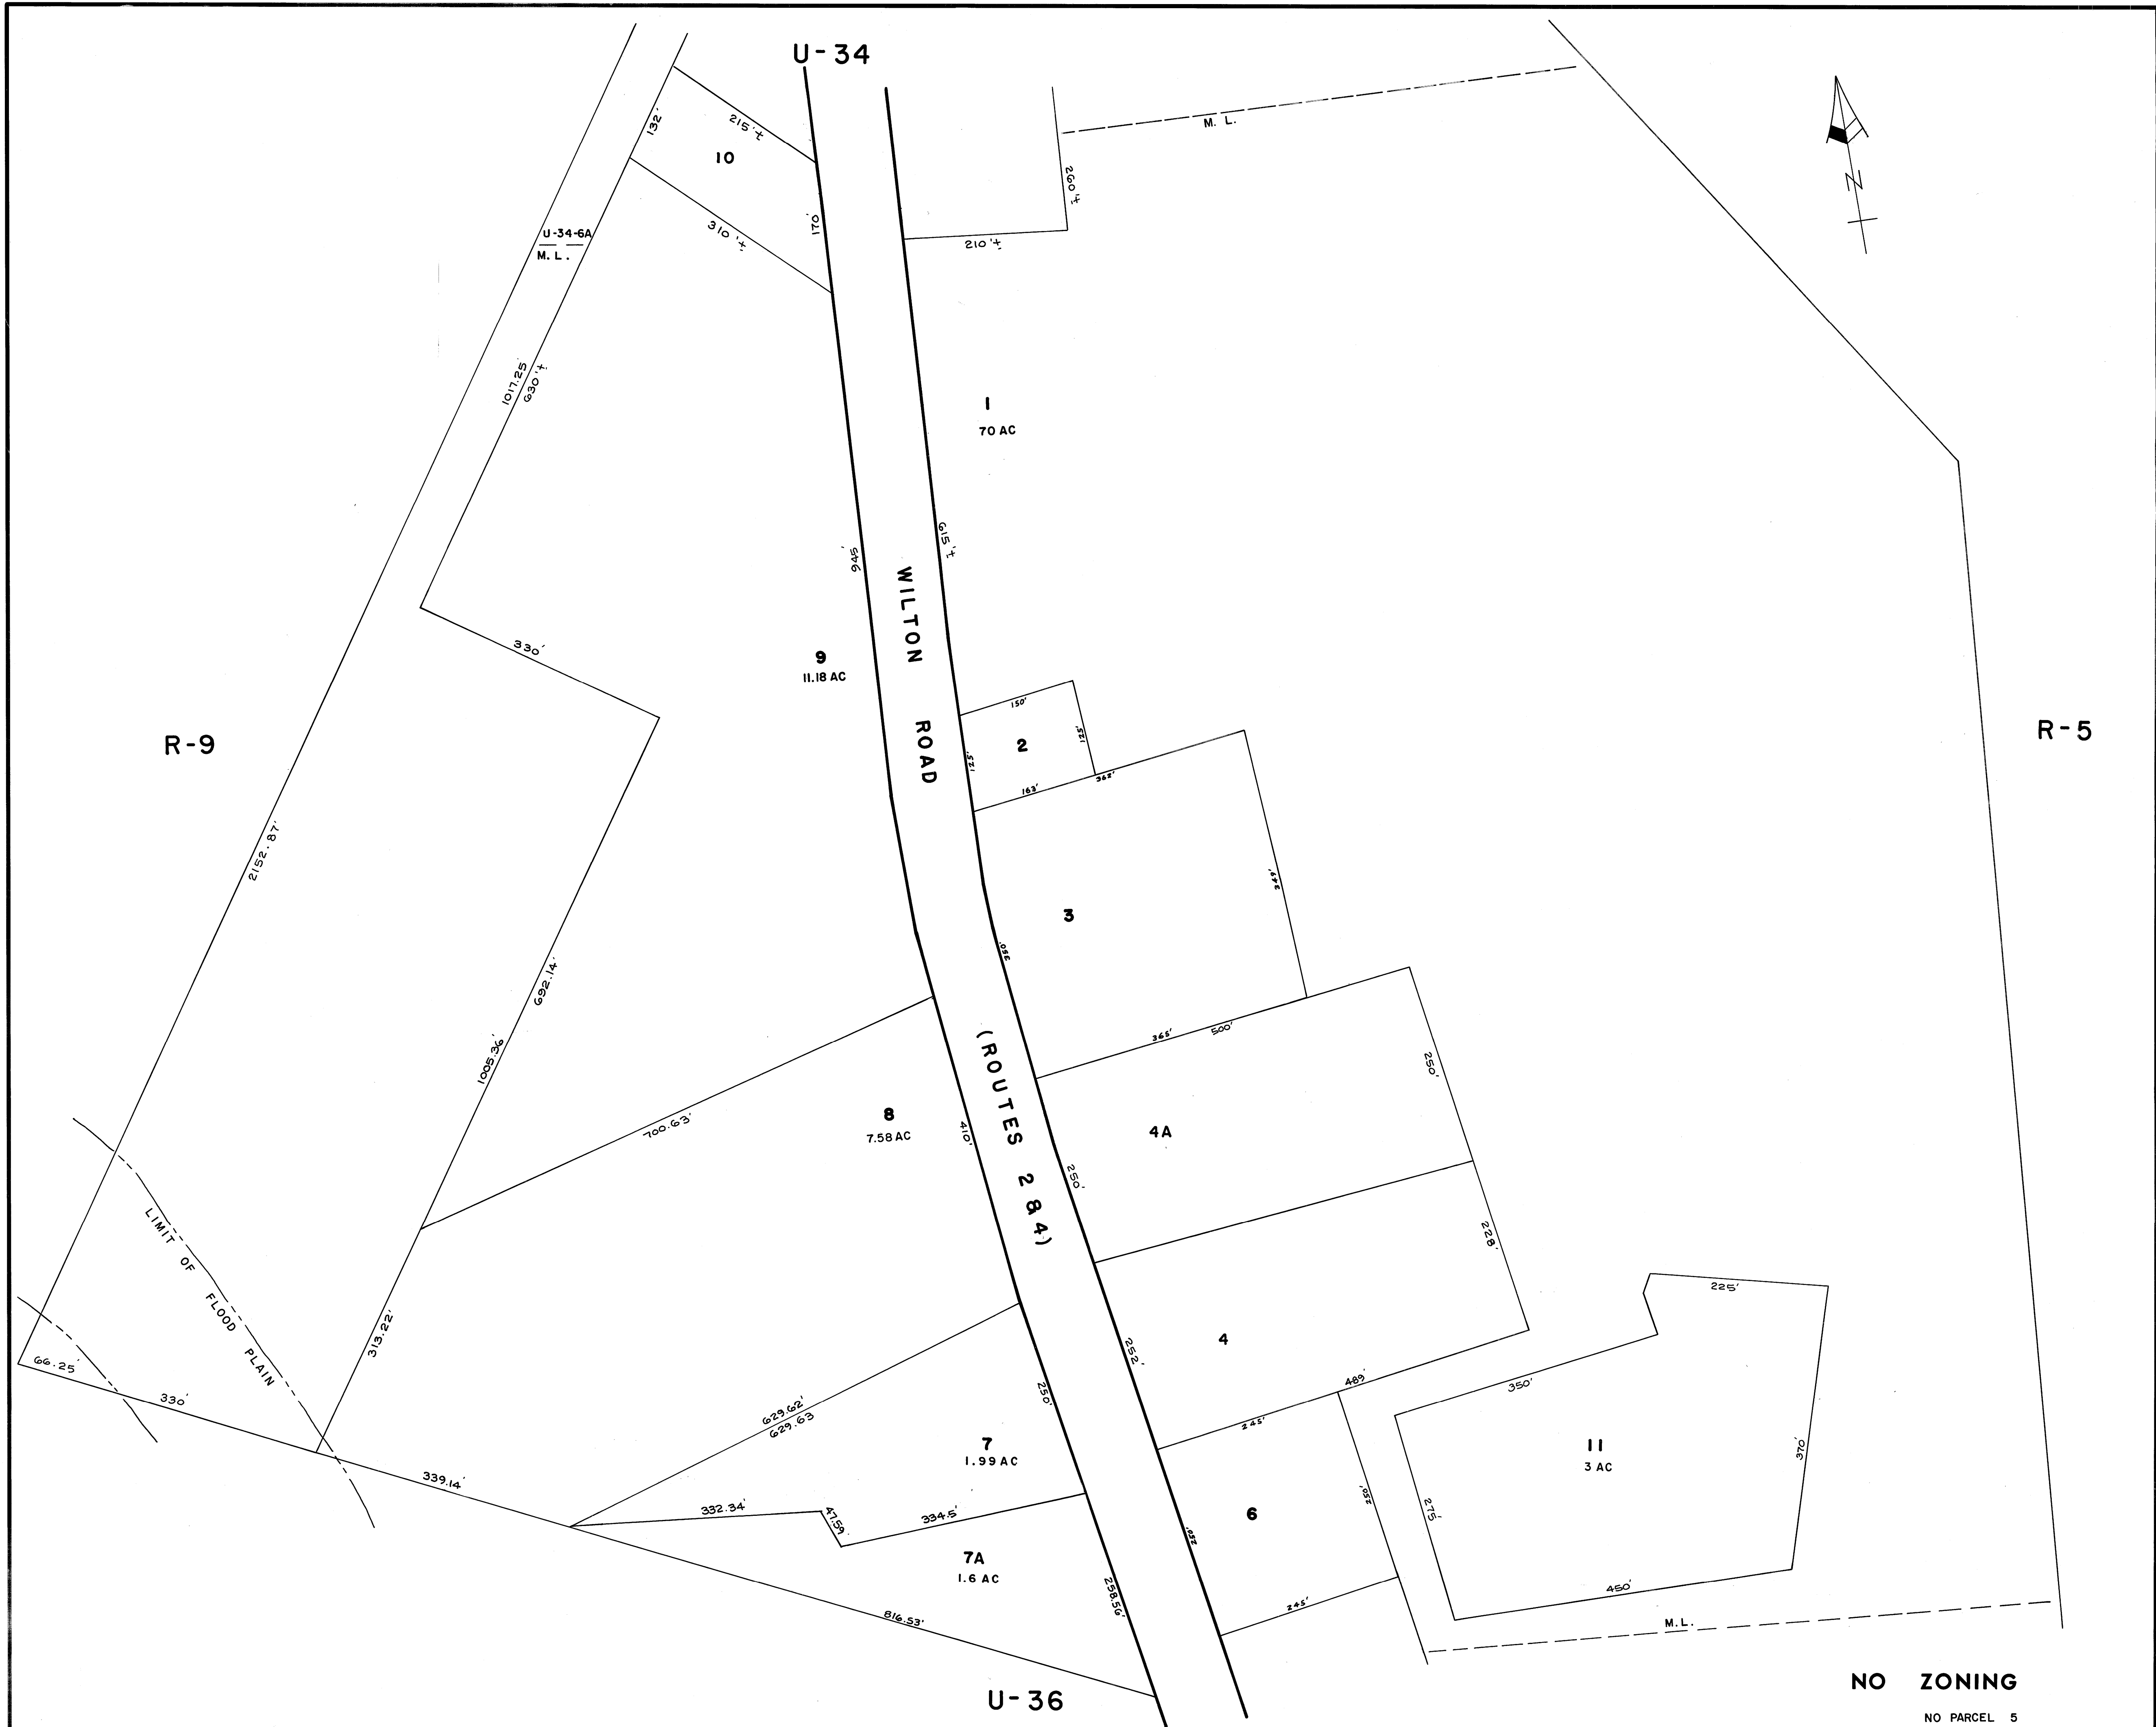 U-34
132'
215'±
10
M. L.
N
260'±
170'
310'±
210'±
U-34-6A
M. L.
1017.25'
630'±
1
70 AC
945'
615'±
WILTON ROAD
330'
9
11.18 AC
150'
R-9
2
125'
125'
R-5
163'
362'
2152.87'
349'
3
350'
692.14'
365'
500'
1005.36'
250'
700.63'
8
7.58 AC
410'
(ROUTES 2 & 4)
4A
250'
LIMIT OF FLOOD PLAIN
228'
225'
313.22'
4
252'
66.25'
330'
489'
350'
250'
629.62'
629.63
245'
7
1.99 AC
11
3 AC
370'
339.14'
332.34'
47.59'
334.5'
6
250'
275'
250'
7A
1.6 AC
258.56'
450'
245'
816.53'
M.L.
U-36
NO ZONING
NO PARCEL 5